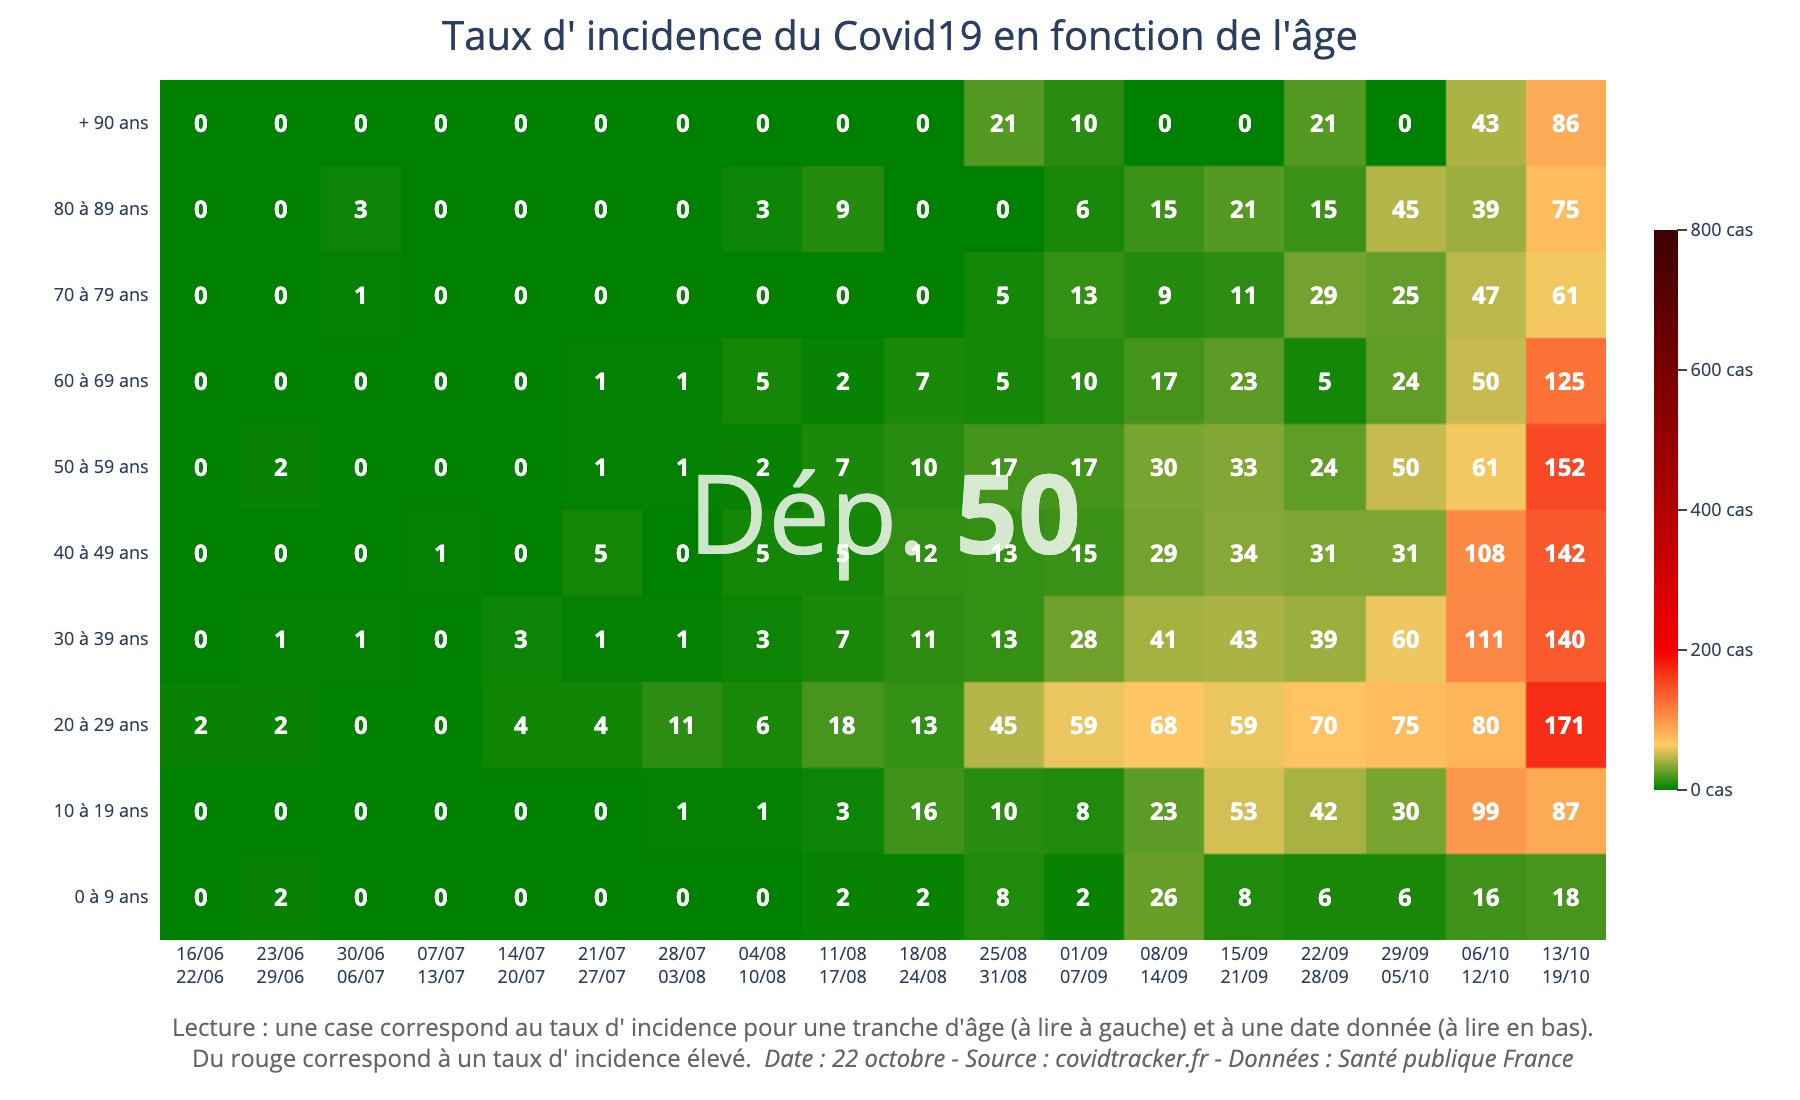 Taux d' incidence du Covid19 en fonction de l'âge
+ 90 ans 0 0 0 0 0 0 0 0 0 0 21 10 0 0 21 0 43 86
80 à 89 ans 0 0 3 0 0 0 0 3 9 0 0 6 15 21 15 45 39 75
70 à 79 ans 0 0 1 0 0 0 0 0 0 0 5 13 9 11 29 25 47 61
60 à 69 ans 0 0 0 0 0 1 1 5 2 7 5 10 17 23 5 24 50 125
50 à 59 ans 0 2 0 0 0 1 1 2 7 10 17 17 30 33 24 50 61 152
Dép. 50
40 à 49 ans 0 0 0 1 0 5 0 5 5 12 13 15 29 34 31 31 108 142
30 à 39 ans 0 1 1 0 3 1 1 3 7 11 13 28 41 43 39 60 111 140
20 à 29 ans 2 2 0 0 4 4 11 6 18 13 45 59 68 59 70 75 80 171
10 à 19 ans 0 0 0 0 0 0 1 1 3 16 10 8 23 53 42 30 99 87
0 à 9 ans 0 2 0 0 0 0 0 0 2 2 8 2 26 8 6 6 16 18
16/06 23/06 30/06 07/07 14/07 21/07 28/07 04/08 11/08 18/08 25/08 01/09 08/09 15/09 22/09 29/09 06/10 13/10
22/06 29/06 06/07 13/07 20/07 27/07 03/08 10/08 17/08 24/08 31/08 07/09 14/09 21/09 28/09 05/10 12/10 19/10
800 cas
600 cas
400 cas
200 cas
0 cas
Lecture : une case correspond au taux d' incidence pour une tranche d'âge (à lire à gauche) et à une date donnée (à lire en bas).
Du rouge correspond à un taux d' incidence élevé. Date : 22 octobre - Source : covidtracker.fr - Données : Santé publique France